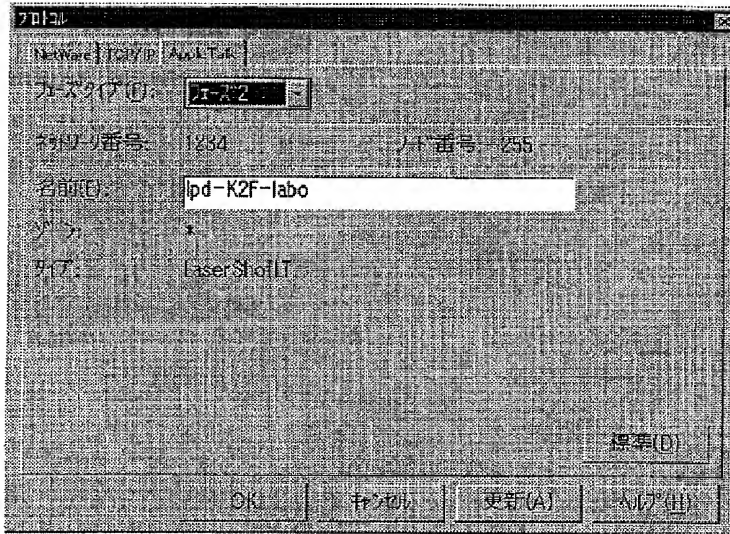 プロトコル
NetWare TCP/IP AppleTalk
フェーズタイプ(P): フェーズ2
ネットワーク番号: 1234 ノード番号: 255
名前(E): lpd-K2F-labo
ゾーン: *
タイプ:
標準(D)
OK キャンセル 更新(A) ヘルプ(H)